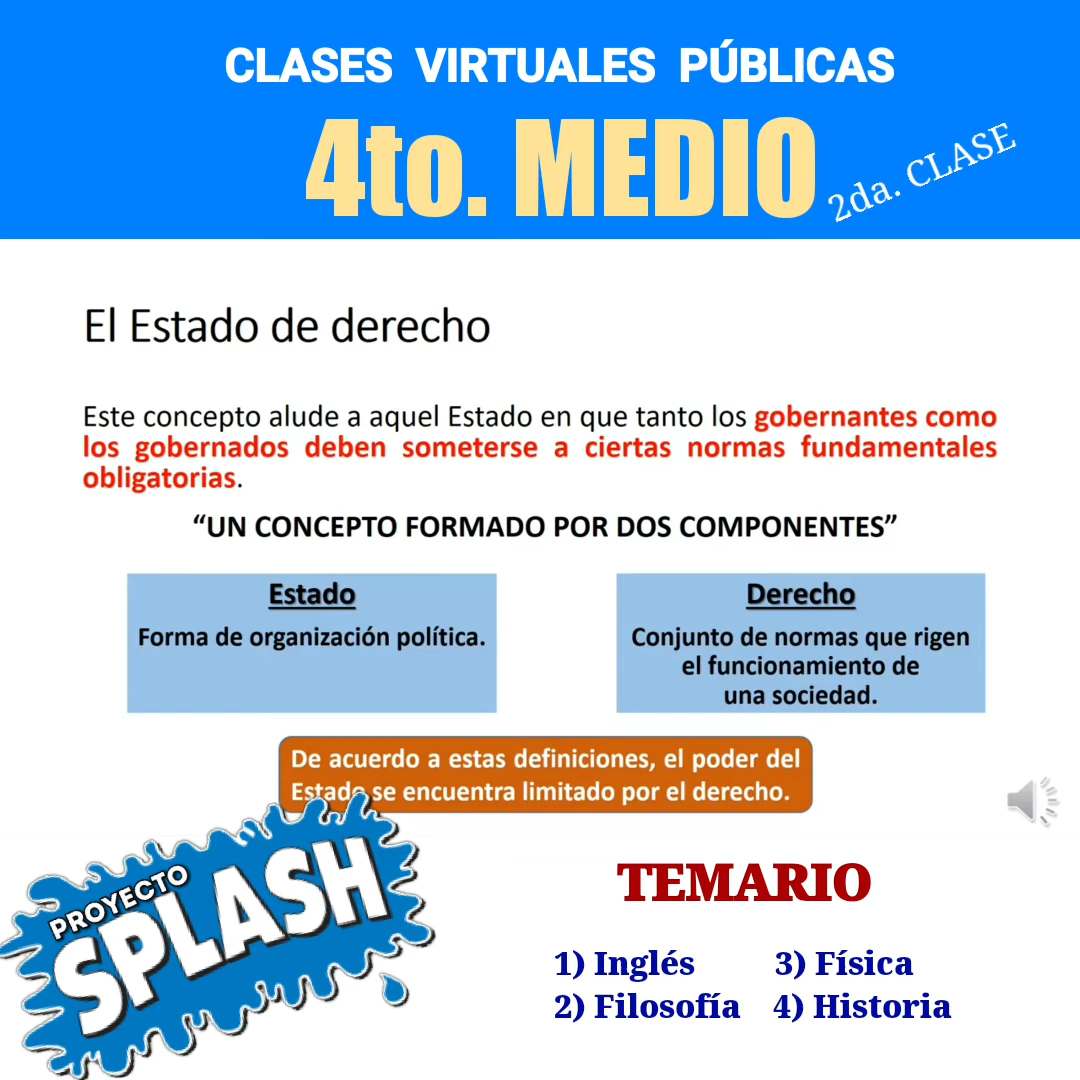 CLASES VIRTUALES PÚBLICAS
4to. MEDIO
2da. CLASE
El Estado de derecho
Este concepto alude a aquel Estado en que tanto los gobernantes como
los gobernados deben someterse a ciertas normas fundamentales
obligatorias.
“UN CONCEPTO FORMADO POR DOS COMPONENTES”
Estado
Forma de organización política.
Derecho
Conjunto de normas que rigen
el funcionamiento de
una sociedad.
De acuerdo a estas definiciones, el poder del
Estado se encuentra limitado por el derecho.
PROYECTO
SPLASH
TEMARIO
1) Inglés
2) Filosofía
3) Física
4) Historia